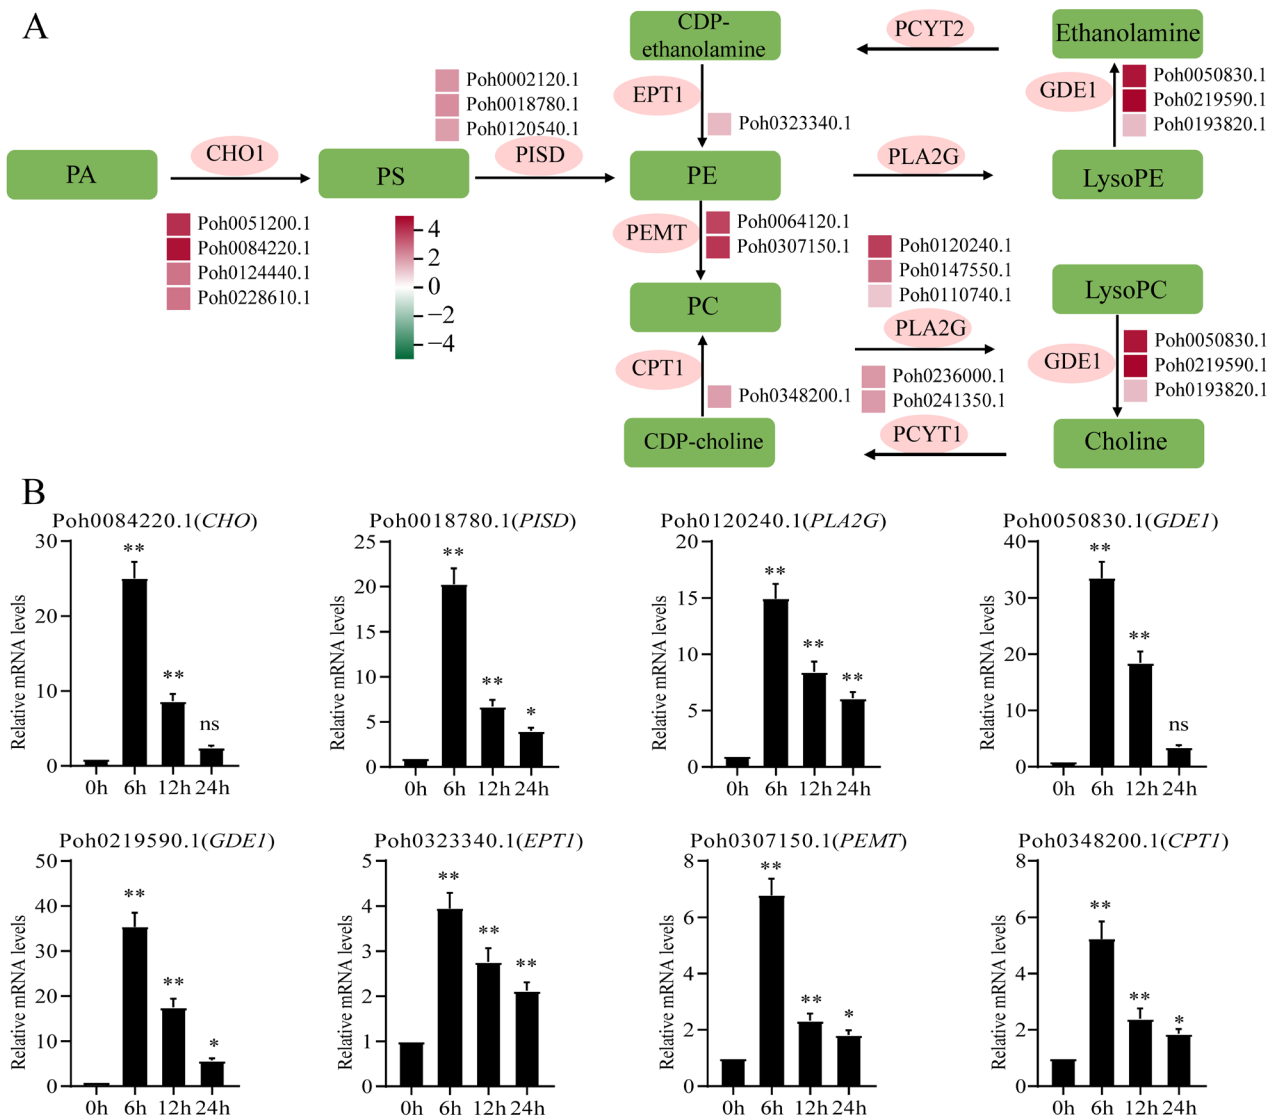 A
CDP-
ethanolamine
PCYT2
Ethanolamine
EPT1
Poh0323340.1
GDE1
Poh0050830.1
Poh0219590.1
Poh0193820.1
Poh0002120.1
Poh0018780.1
Poh0120540.1
PA
CHO1
PS
PISD
PE
PLA2G
LysoPE
Poh0051200.1
Poh0084220.1
Poh0124440.1
Poh0228610.1
4
2
0
−2
−4
PEMT
Poh0064120.1
Poh0307150.1
Poh0120240.1
Poh0147550.1
Poh0110740.1
PC
PLA2G
LysoPC
CPT1
Poh0348200.1
Poh0236000.1
Poh0241350.1
GDE1
Poh0050830.1
Poh0219590.1
Poh0193820.1
CDP-choline
PCYT1
Choline
B
Poh0084220.1(CHO)
Relative mRNA levels
30
20
10
0
**
**
ns
0h 6h 12h 24h
Poh0018780.1(PISD)
Relative mRNA levels
25
20
15
10
5
0
**
**
*
0h 6h 12h 24h
Poh0120240.1(PLA2G)
Relative mRNA levels
20
15
10
5
0
**
**
**
0h 6h 12h 24h
Poh0050830.1(GDE1)
Relative mRNA levels
40
30
20
10
0
**
**
ns
0h 6h 12h 24h
Poh0219590.1(GDE1)
Relative mRNA levels
50
40
30
20
10
0
**
**
*
0h 6h 12h 24h
Poh0323340.1(EPT1)
Relative mRNA levels
5
4
3
2
1
0
**
**
**
0h 6h 12h 24h
Poh0307150.1(PEMT)
Relative mRNA levels
8
6
4
2
0
**
**
*
0h 6h 12h 24h
Poh0348200.1(CPT1)
Relative mRNA levels
8
6
4
2
0
**
**
*
0h 6h 12h 24h